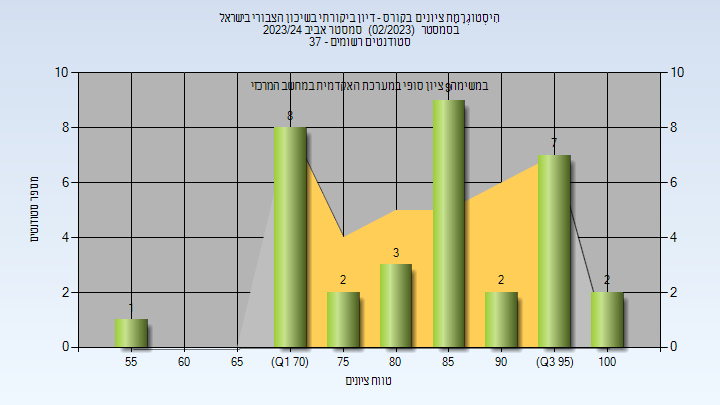 היסטוגרמת ציונים בקורס - דיון ביקורתי בשיכון הצבורי בישראל
בסמסטר (02/2023) סמסטר אביב 2023/24
סטודנטים רשומים - 37
במשימה: ציון סופי במערכת האקדמית במחשב המרכזי
מספר סטודנטים
10 10
8 8
6 6
4 4
2 2
0 0
1 8 2 3 9 2 7 2
55 60 65 (Q1 70) 75 80 85 90 (Q3 95) 100
טווח ציונים